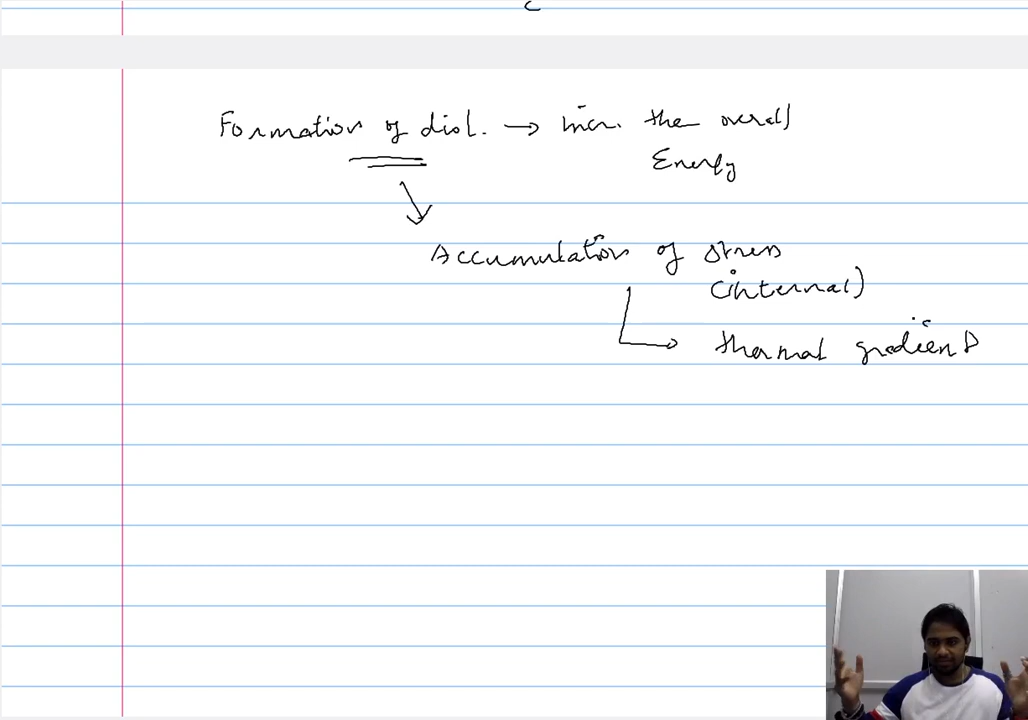 Formation of disl. → incr. the overall
Energy
Accumulation of stress
(internal)
thermal gradient